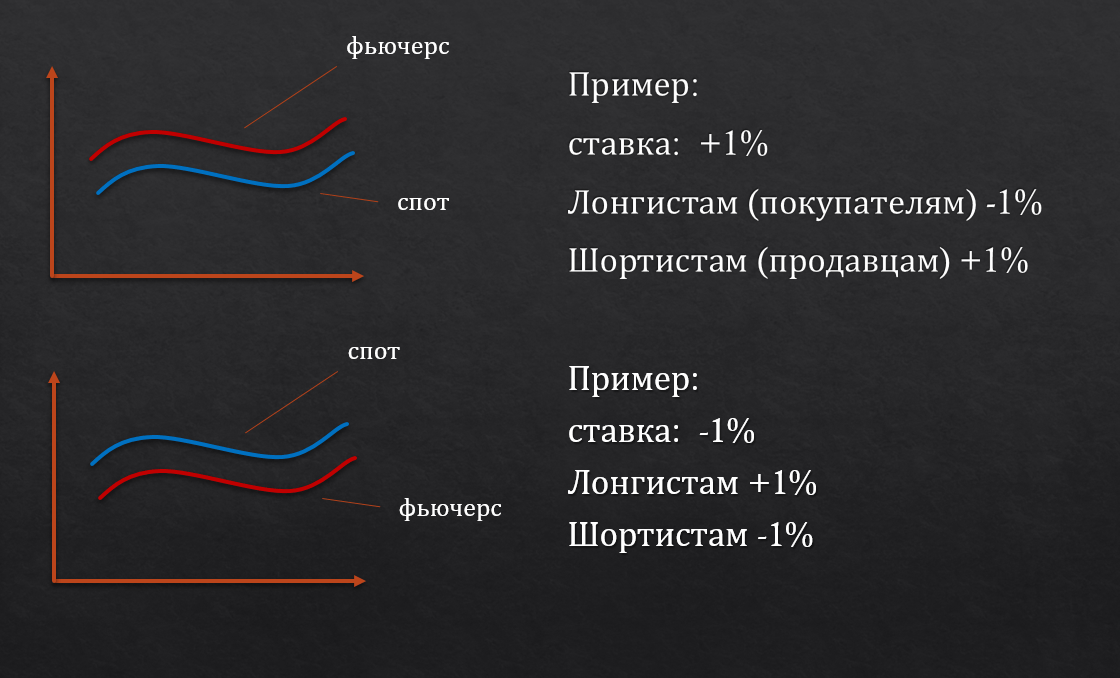 фьючерс
спот
Пример:
ставка: +1%
Лонгистам (покупателям) -1%
Шортистам (продавцам) +1%
спот
фьючерс
Пример:
ставка: -1%
Лонгистам +1%
Шортистам -1%